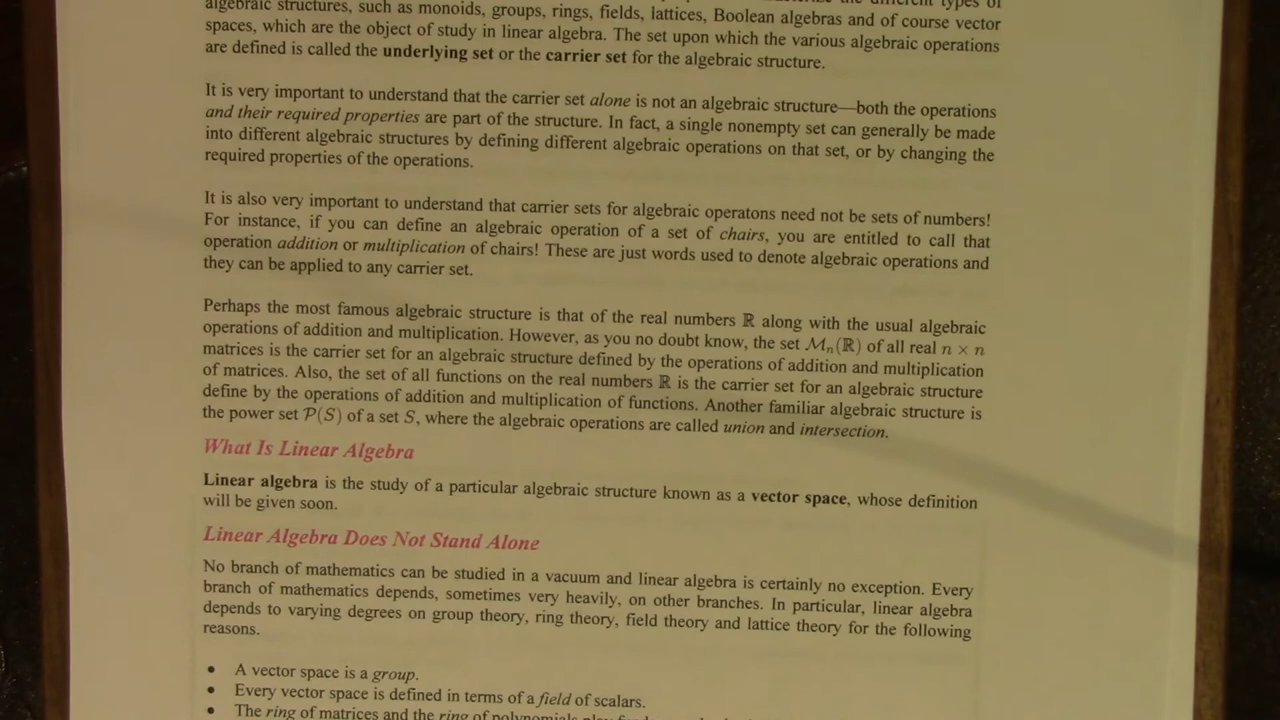 the different types of
algebraic structures, such as monoids, groups, rings, fields, lattices, Boolean algebras and of course vector
spaces, which are the object of study in linear algebra. The set upon which the various algebraic operations
are defined is called the underlying set or the carrier set for the algebraic structure.
It is very important to understand that the carrier set alone is not an algebraic structure—both the operations
and their required properties are part of the structure. In fact, a single nonempty set can generally be made
into different algebraic structures by defining different algebraic operations on that set, or by changing the
required properties of the operations.
It is also very important to understand that carrier sets for algebraic operatons need not be sets of numbers!
For instance, if you can define an algebraic operation of a set of chairs, you are entitled to call that
operation addition or multiplication of chairs! These are just words used to denote algebraic operations and
they can be applied to any carrier set.
Perhaps the most famous algebraic structure is that of the real numbers ℝ along with the usual algebraic
operations of addition and multiplication. However, as you no doubt know, the set ℳₙ(ℝ) of all real n × n
matrices is the carrier set for an algebraic structure defined by the operations of addition and multiplication
of matrices. Also, the set of all functions on the real numbers ℝ is the carrier set for an algebraic structure
define by the operations of addition and multiplication of functions. Another familiar algebraic structure is
the power set 𝒫(S) of a set S, where the algebraic operations are called union and intersection.
What Is Linear Algebra
Linear algebra is the study of a particular algebraic structure known as a vector space, whose definition
will be given soon.
Linear Algebra Does Not Stand Alone
No branch of mathematics can be studied in a vacuum and linear algebra is certainly no exception. Every
branch of mathematics depends, sometimes very heavily, on other branches. In particular, linear algebra
depends to varying degrees on group theory, ring theory, field theory and lattice theory for the following
reasons.
• A vector space is a group.
• Every vector space is defined in terms of a field of scalars.
• The ring of matrices and the ring of polynomials